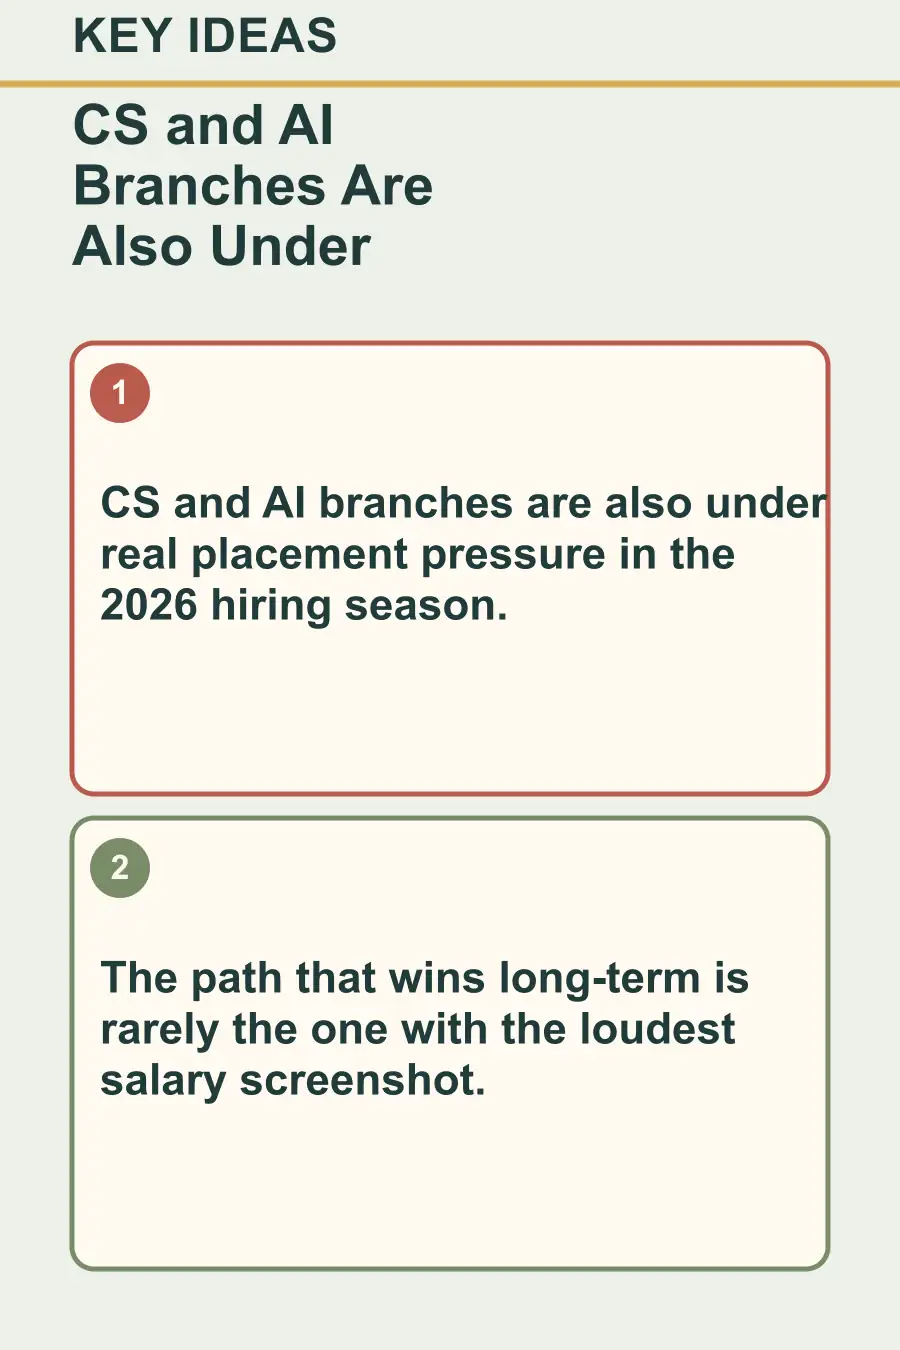 KEY IDEAS
CS and AI
Branches Are
Also Under
1
CS and AI branches are also under
real placement pressure in the
2026 hiring season.
2
The path that wins long-term is
rarely the one with the loudest
salary screenshot.